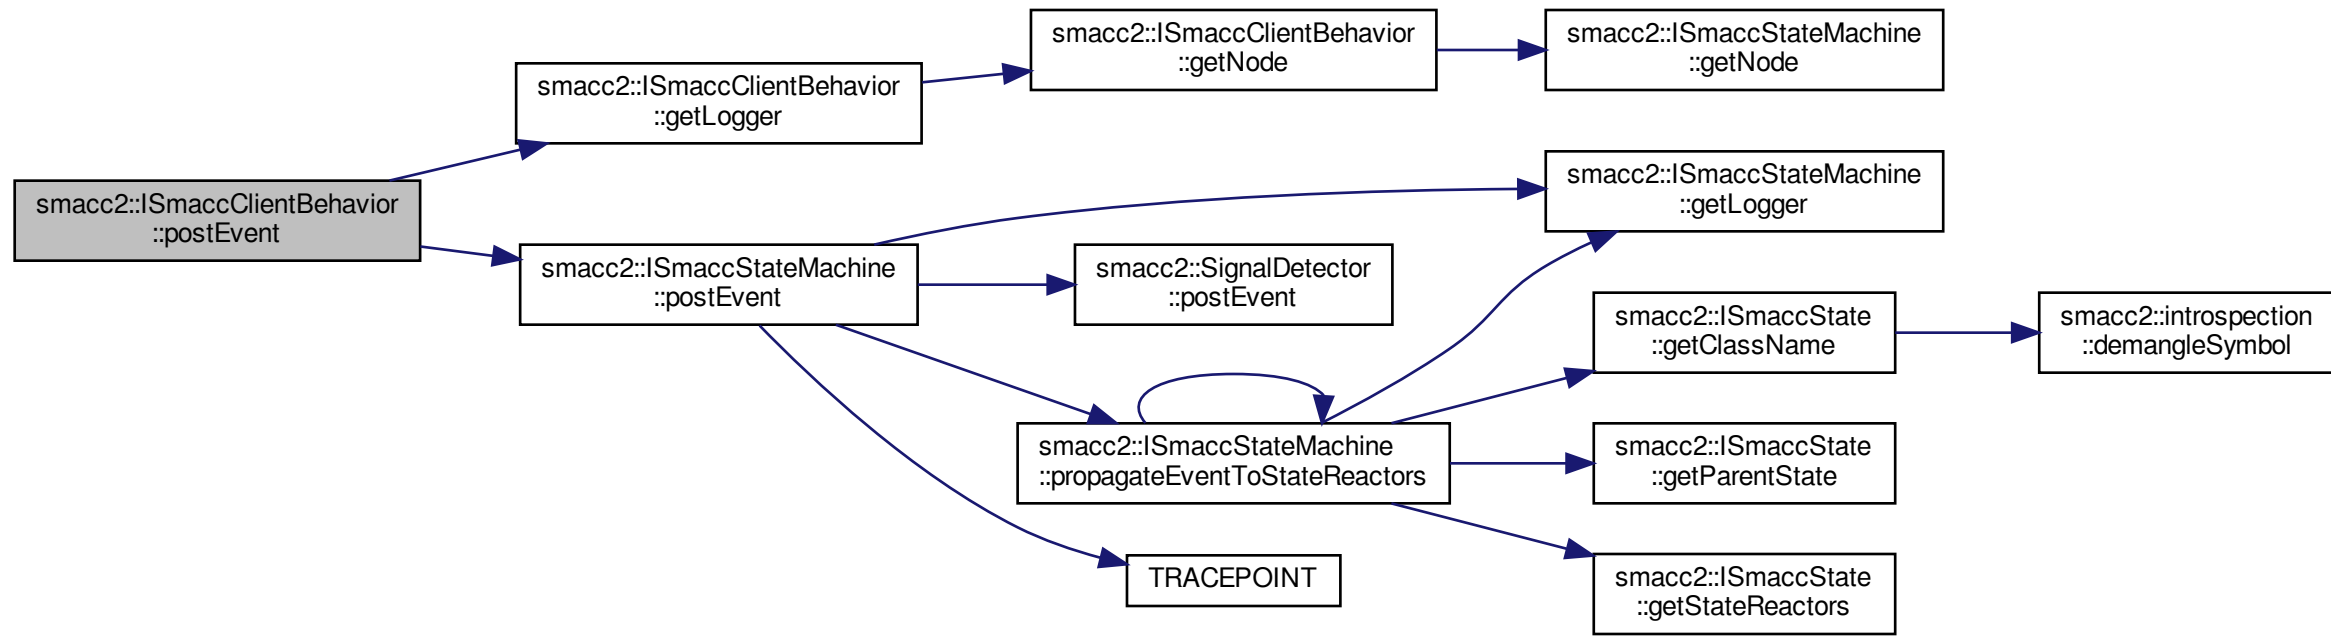 smacc2::ISmaccClientBehavior
::postEvent
smacc2::ISmaccClientBehavior
::getLogger
smacc2::ISmaccClientBehavior
::getNode
smacc2::ISmaccStateMachine
::getNode
smacc2::ISmaccStateMachine
::postEvent
smacc2::ISmaccStateMachine
::getLogger
smacc2::SignalDetector
::postEvent
smacc2::ISmaccStateMachine
::propagateEventToStateReactors
smacc2::ISmaccState
::getClassName
smacc2::introspection
::demangleSymbol
smacc2::ISmaccState
::getParentState
smacc2::ISmaccState
::getStateReactors
TRACEPOINT